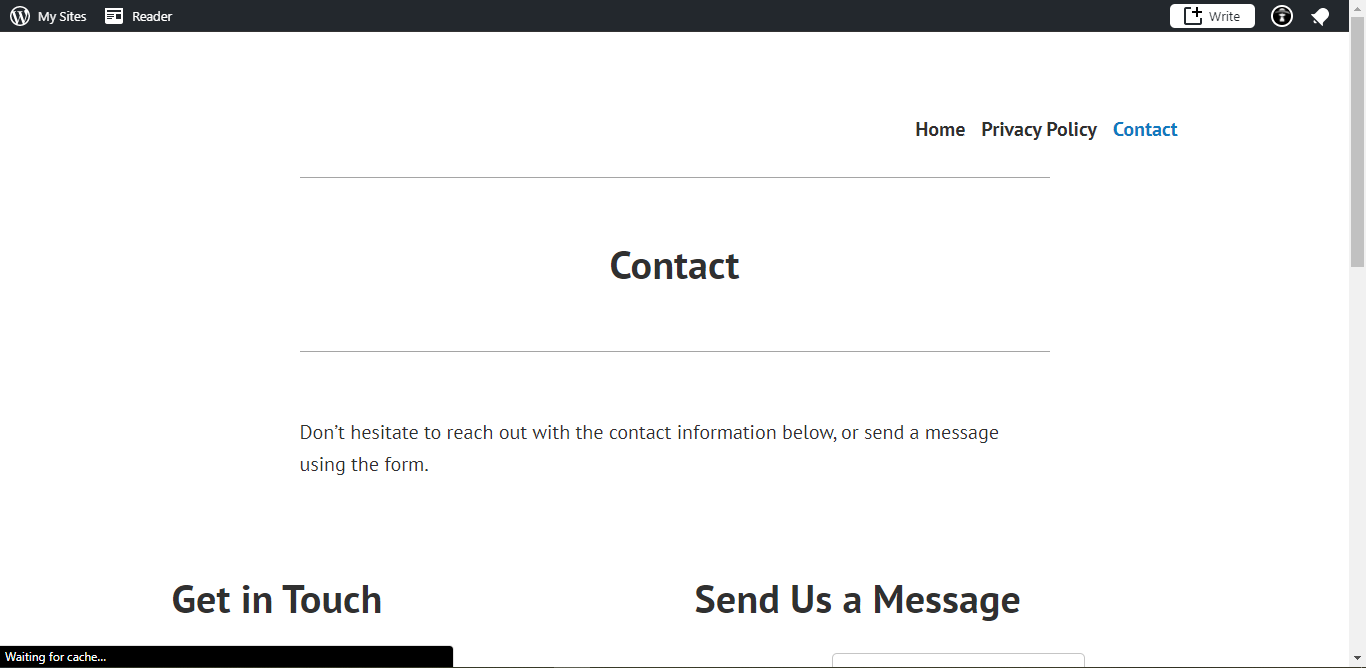 My Sites Reader Write
Home Privacy Policy Contact
Contact
Don’t hesitate to reach out with the contact information below, or send a message
using the form.
Get in Touch
Send Us a Message
Waiting for cache...